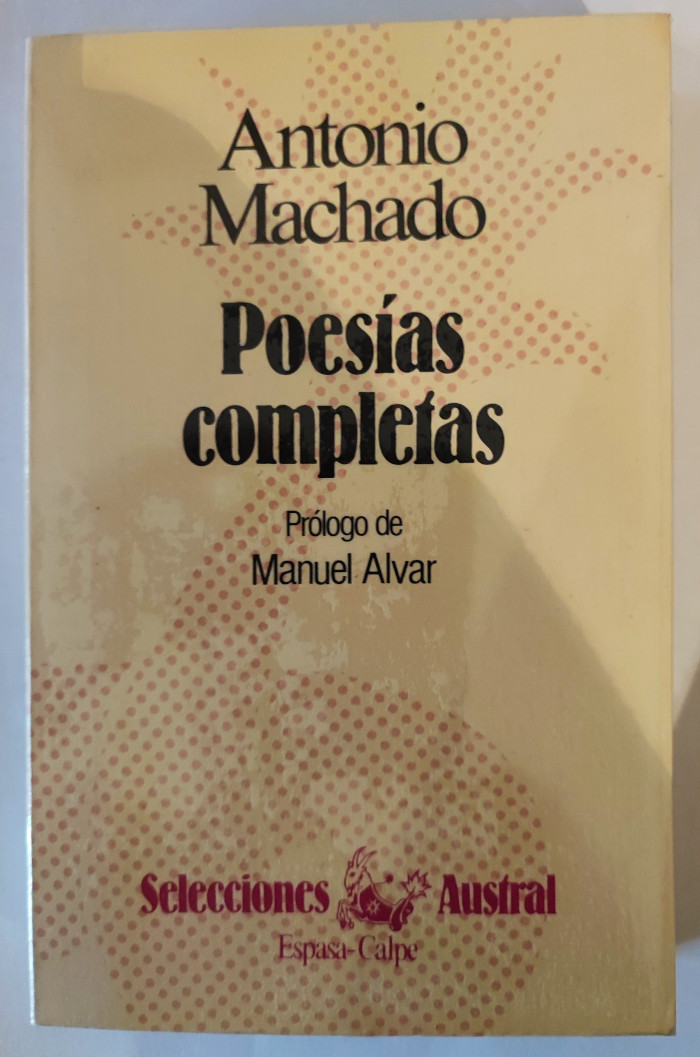 Antonio
Machado
Poesías
completas
Prólogo de
Manuel Alvar
Selecciones Austral
Espasa-Calpe